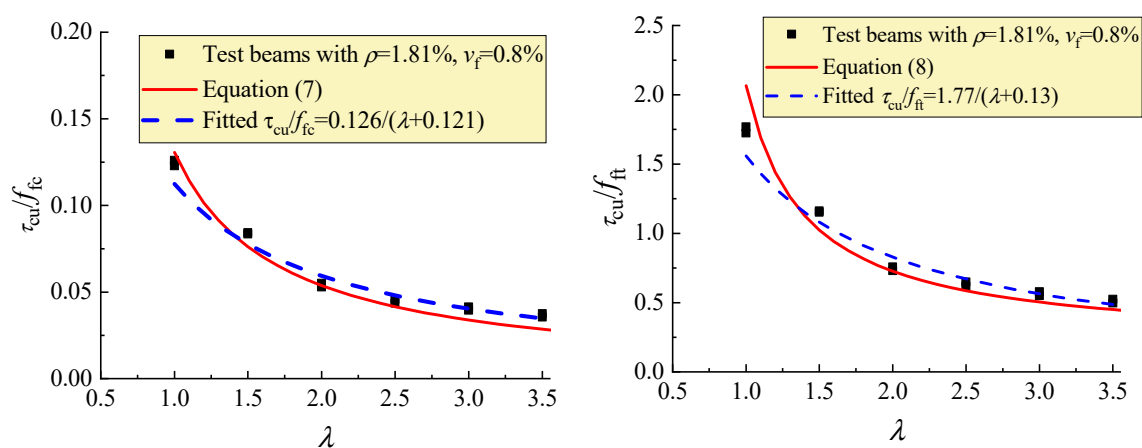 0.20
0.15
0.10
0.05
0.00
τcu/ffc
Test beams with ρ=1.81%, vf=0.8%
Equation (7)
Fitted τcu/ffc=0.126/(λ+0.121)
0.5 1.0 1.5 2.0 2.5 3.0 3.5
λ
2.5
2.0
1.5
1.0
0.5
0.0
τcu/fft
Test beams with ρ=1.81%, vf=0.8%
Equation (8)
Fitted τcu/fft=1.77/(λ+0.13)
0.5 1.0 1.5 2.0 2.5 3.0 3.5
λ